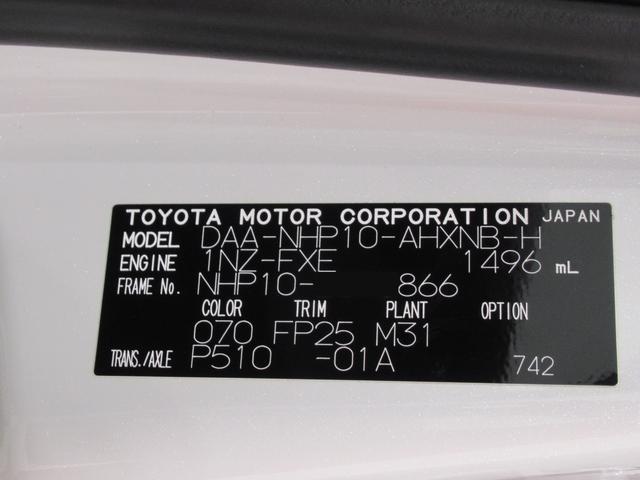 TOYOTA MOTOR CORPORATION JAPAN
MODEL DAA-NHP10-AHXNB-H
ENGINE 1NZ-FXE 1496 mL
FRAME No. NHP10- 866
COLOR TRIM PLANT OPTION
070 FP25 M31
TRANS./AXLE P510 -01A 742